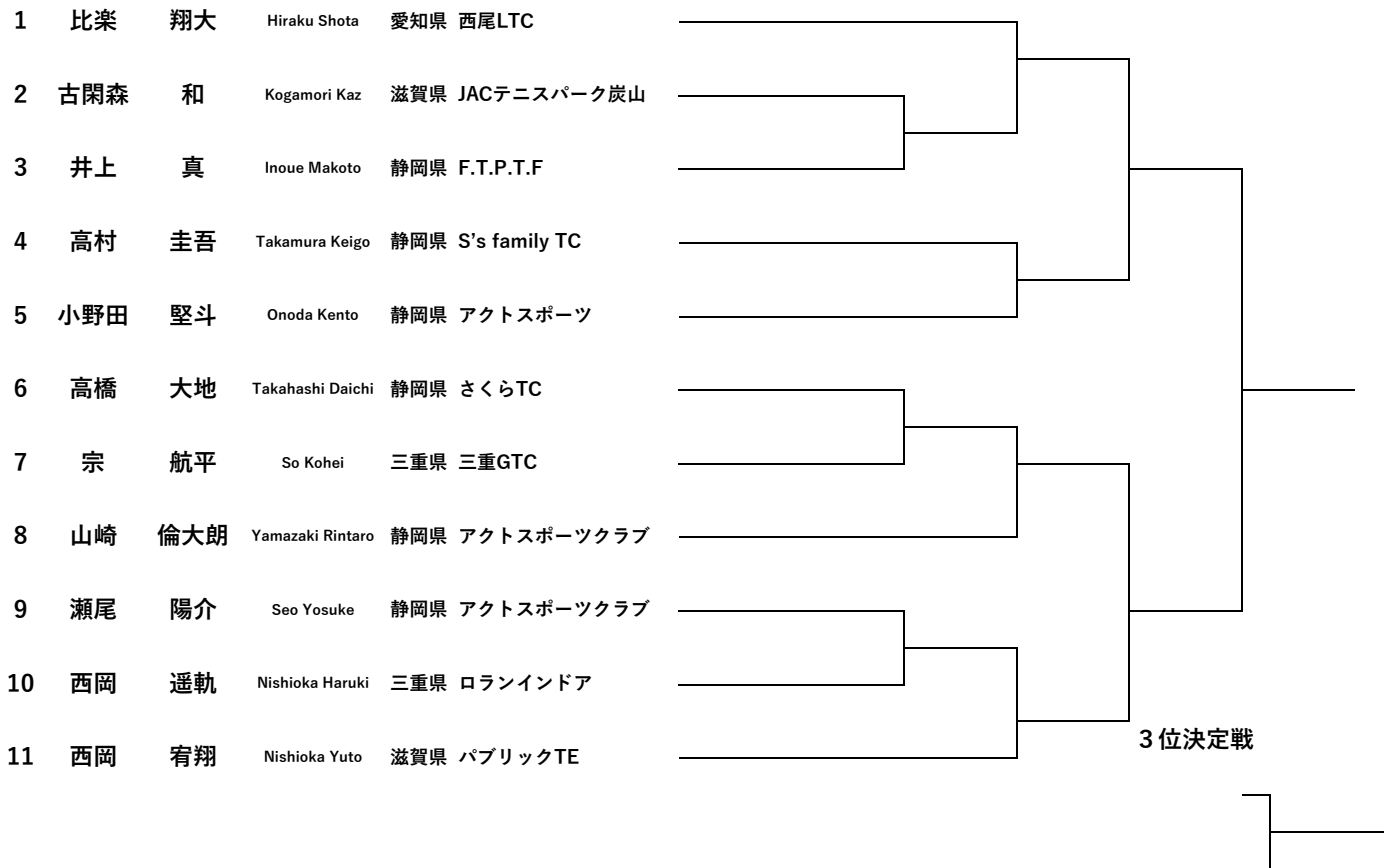 1 比楽 翔大 Hiraku Shota 愛知県 西尾LTC
2 古閑森 和 Kogamori Kaz 滋賀県 JACテニスパーク炭山
3 井上 真 Inoue Makoto 静岡県 F.T.P.T.F
4 高村 圭吾 Takamura Keigo 静岡県 S’s family TC
5 小野田 堅斗 Onoda Kento 静岡県 アクトスポーツ
6 高橋 大地 Takahashi Daichi 静岡県 さくらTC
7 宗 航平 So Kohei 三重県 三重GTC
8 山崎 倫大朗 Yamazaki Rintaro 静岡県 アクトスポーツクラブ
9 瀬尾 陽介 Seo Yosuke 静岡県 アクトスポーツクラブ
10 西岡 遥軌 Nishioka Haruki 三重県 ロランインドア
３位決定戦
11 西岡 宥翔 Nishioka Yuto 滋賀県 パブリックTE